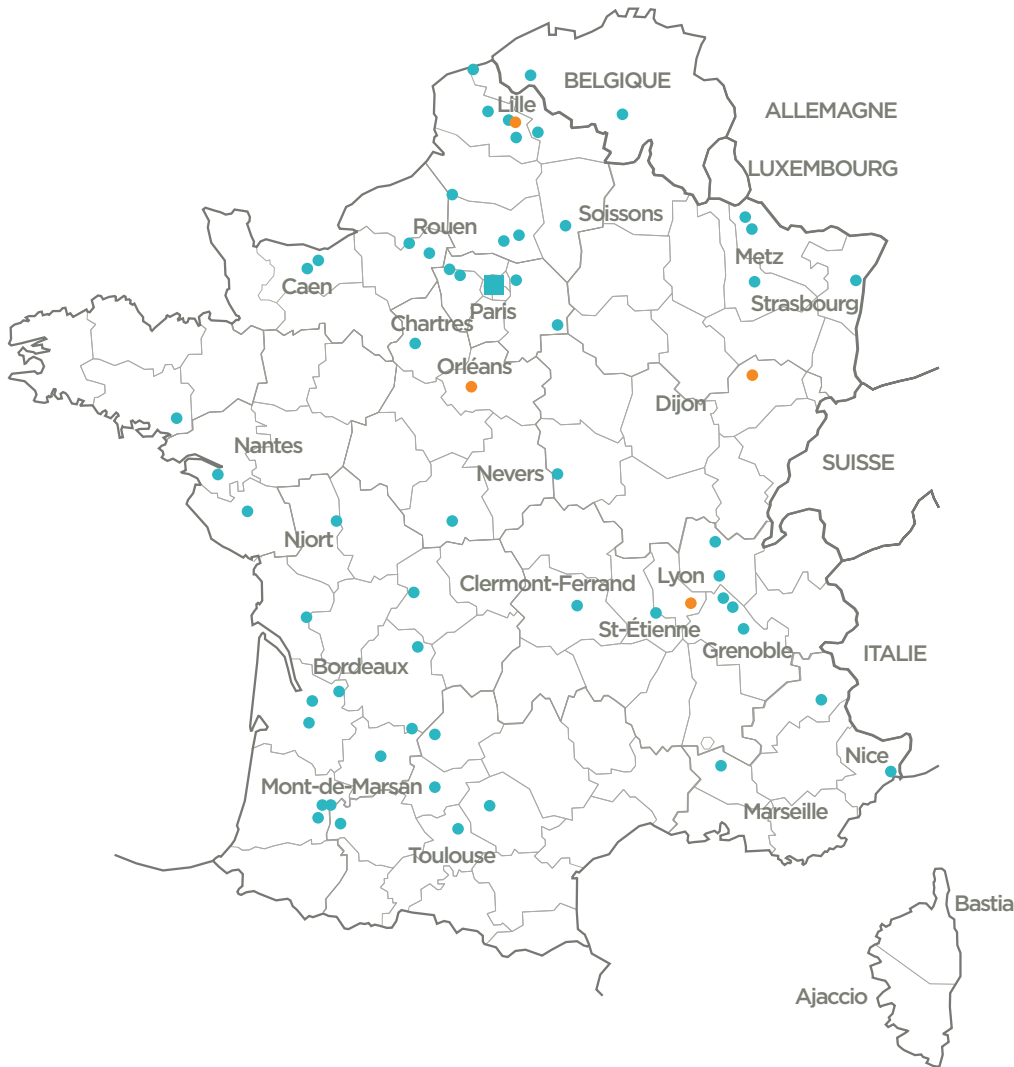 BELGIQUE
Lille
ALLEMAGNE
LUXEMBOURG
Soissons
Rouen
Metz
Caen
Strasbourg
Paris
Chartres
Orléans
Dijon
Nantes
SUISSE
Nevers
Niort
Lyon
Clermont-Ferrand
St-Étienne
Grenoble
ITALIE
Bordeaux
Nice
Mont-de-Marsan
Marseille
Toulouse
Bastia
Ajaccio